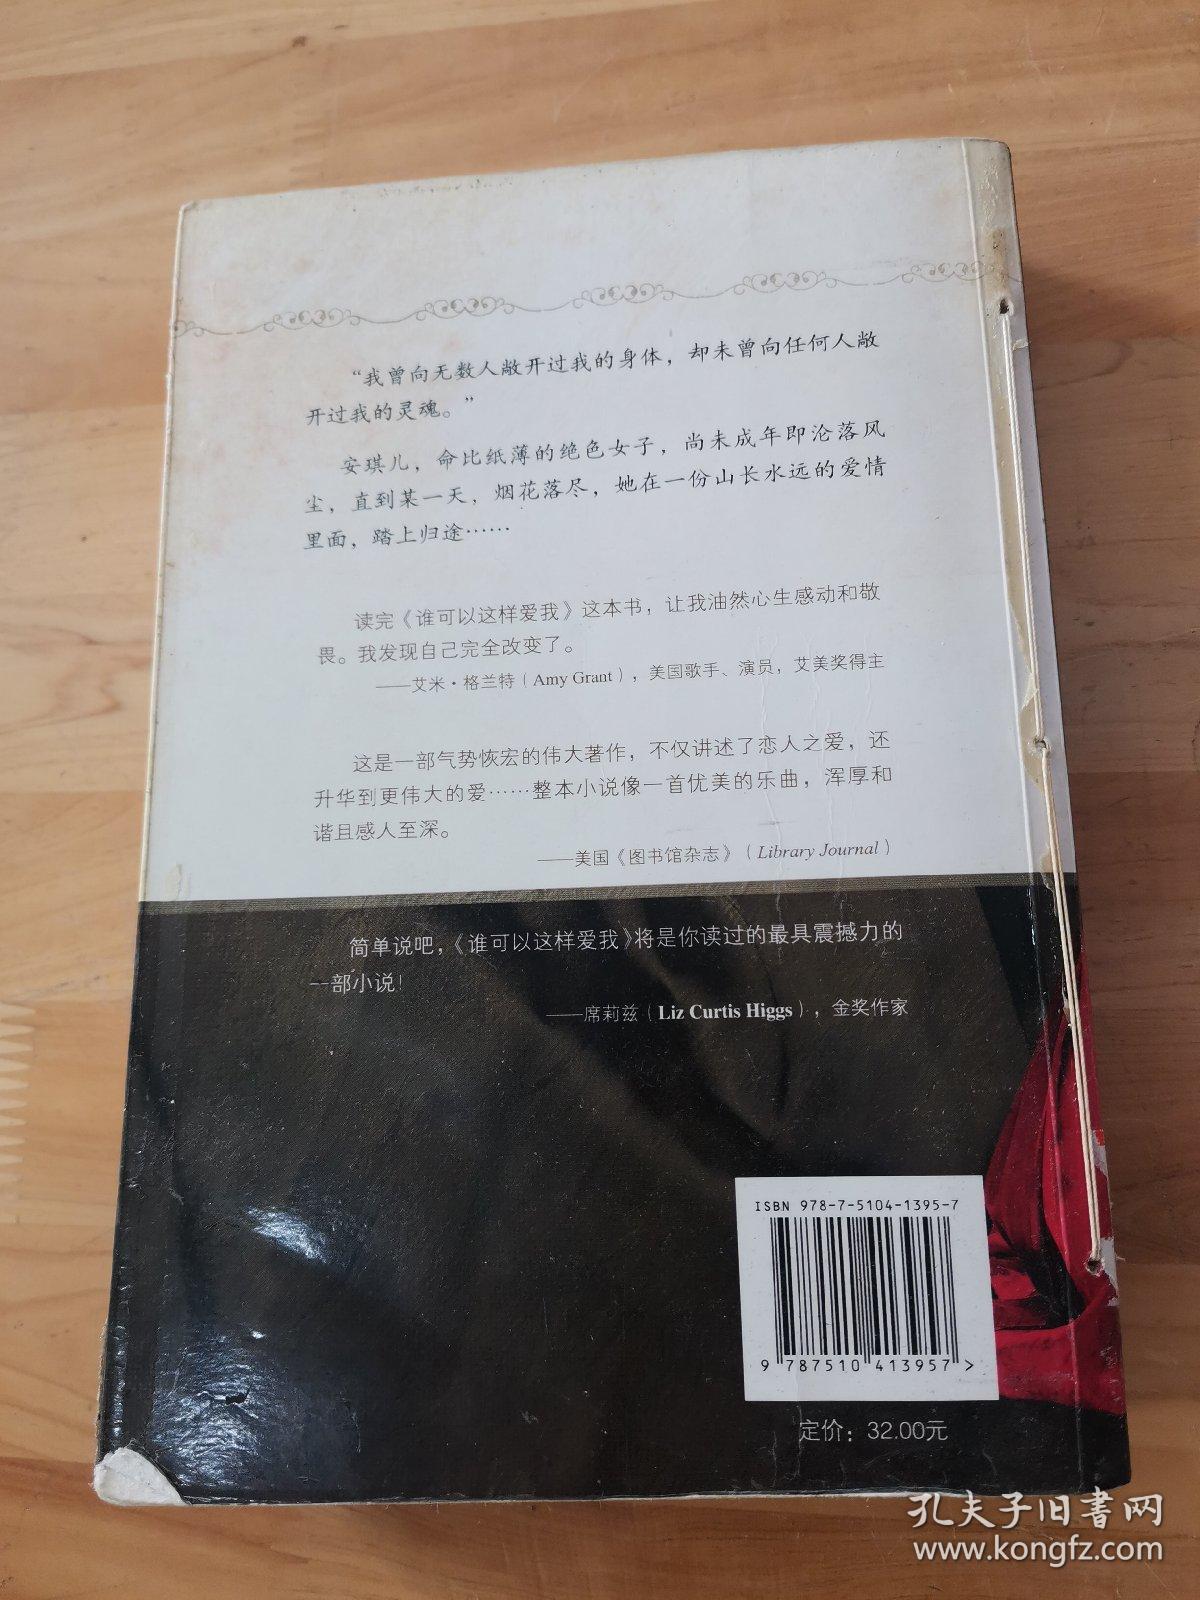 “我曾向无数人敞开过我的身体，却未曾向任何人敞
开过我的灵魂。”
安琪儿，命比纸薄的绝色女子，尚未成年即沦落风
尘，直到某一天，烟花落尽，她在一份山长水远的爱情
里面，踏上归途……
读完《谁可以这样爱我》这本书，让我油然心生感动和敬
畏。我发现自己完全改变了。
——艾米·格兰特（Amy Grant），美国歌手、演员，艾美奖得主
这是一部气势恢宏的伟大著作，不仅讲述了恋人之爱，还
升华到更伟大的爱……整本小说像一首优美的乐曲，浑厚和
谐且感人至深。
——美国《图书馆杂志》（Library Journal）
简单说吧，《谁可以这样爱我》将是你读过的最具震撼力的
一部小说！
——席莉兹（Liz Curtis Higgs），金奖作家
ISBN 978-7-5104-1395-7
9 787510 413957 >
定价：32.00元
孔夫子旧书网
www.kongfz.com